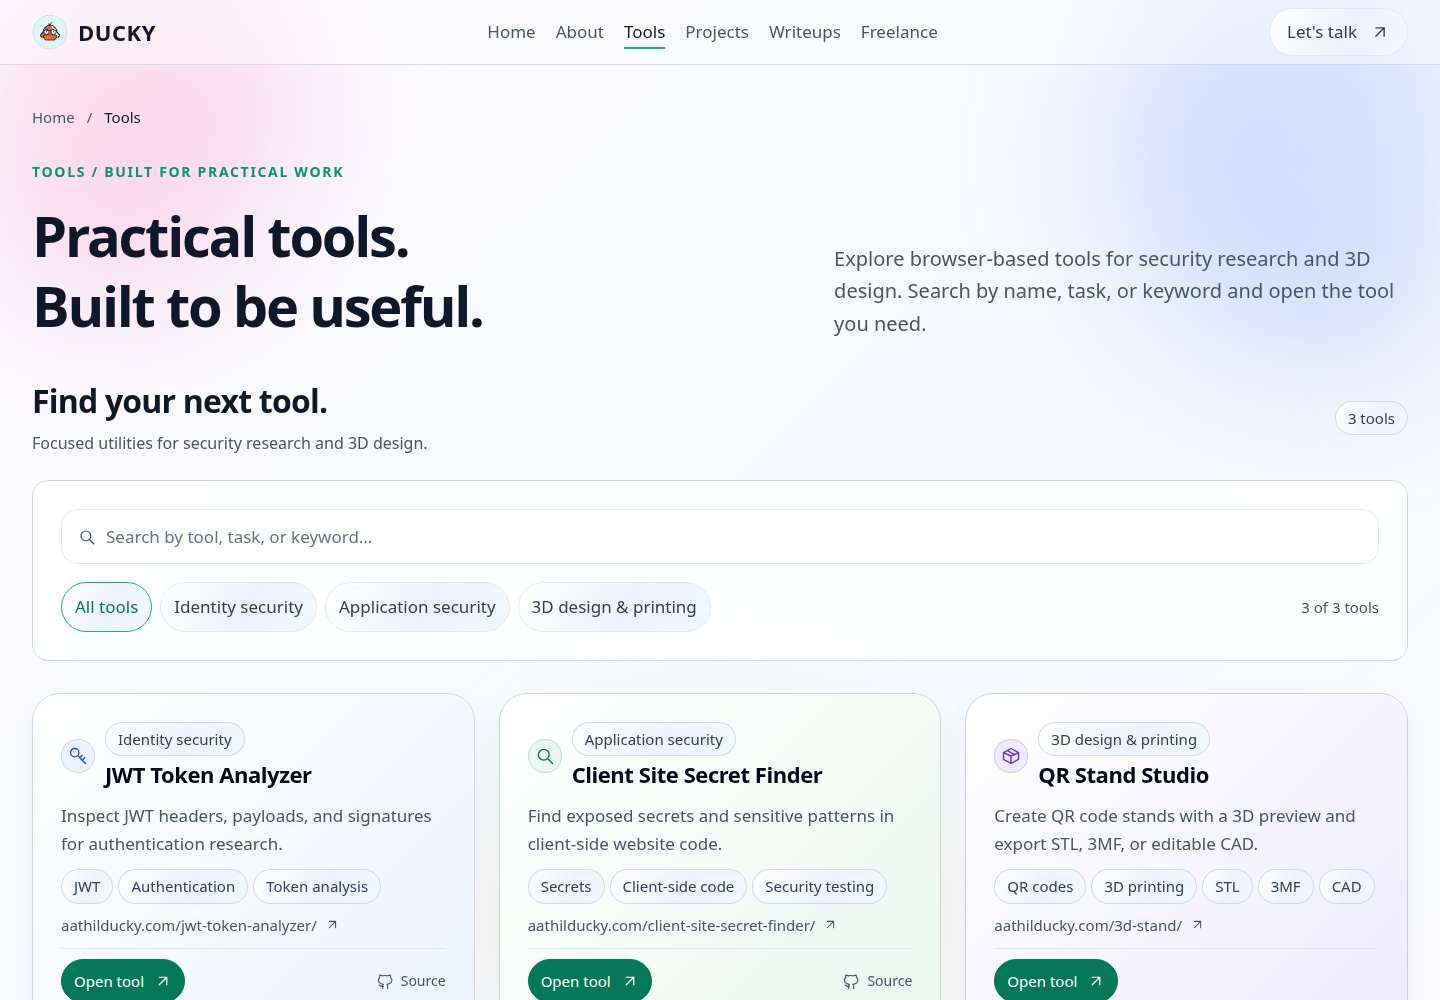 DUCKY
Home About Tools Projects Writeups Freelance
Let's talk
Home / Tools
TOOLS / BUILT FOR PRACTICAL WORK
Practical tools.
Built to be useful.
Explore browser-based tools for security research and 3D
design. Search by name, task, or keyword and open the tool
you need.
Find your next tool.
Focused utilities for security research and 3D design.
3 tools
Search by tool, task, or keyword...
All tools Identity security Application security 3D design & printing
3 of 3 tools
Identity security
JWT Token Analyzer
Inspect JWT headers, payloads, and signatures
for authentication research.
JWT Authentication Token analysis
aathilducky.com/jwt-token-analyzer/
Open tool Source
Application security
Client Site Secret Finder
Find exposed secrets and sensitive patterns in
client-side website code.
Secrets Client-side code Security testing
aathilducky.com/client-site-secret-finder/
Open tool Source
3D design & printing
QR Stand Studio
Create QR code stands with a 3D preview and
export STL, 3MF, or editable CAD.
QR codes 3D printing STL 3MF CAD
aathilducky.com/3d-stand/
Open tool